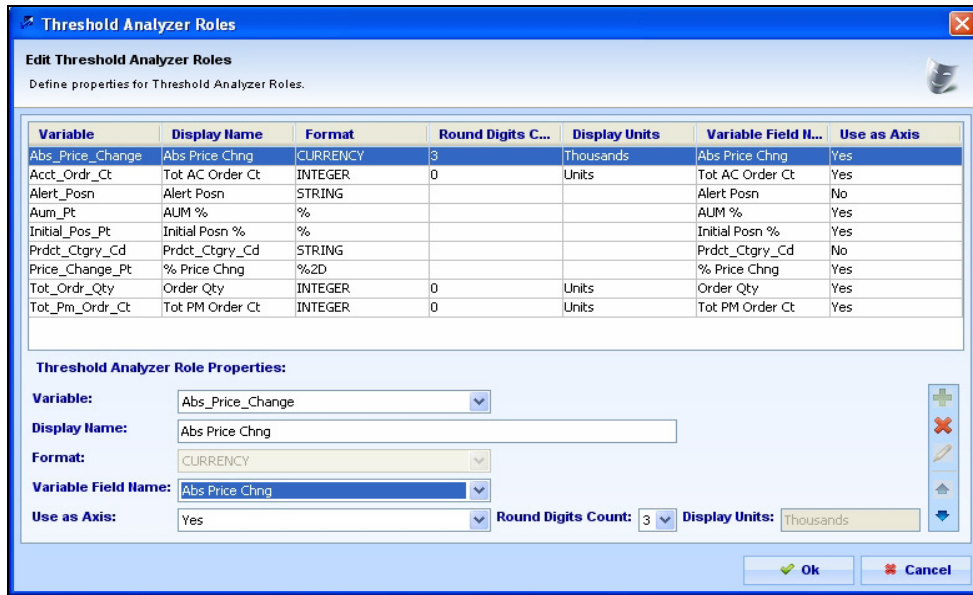 Threshold Analyzer Roles
Edit Threshold Analyzer Roles
Define properties for Threshold Analyzer Roles.
Variable Display Name Format Round Digits C... Display Units Variable Field N... Use as Axis
Abs_Price_Change Abs Price Chng CURRENCY 3 Thousands Abs Price Chng Yes
Acct_Ordr_Ct Tot AC Order Ct INTEGER 0 Units Tot AC Order Ct Yes
Alert_Posn Alert Posn STRING Alert Posn No
Aum_Pt AUM % % AUM % Yes
Initial_Pos_Pt Initial Posn % % Initial Posn % Yes
Prdct_Ctgry_Cd Prdct_Ctgry_Cd STRING Prdct_Ctgry_Cd No
Price_Change_Pt % Price Chng %2D % Price Chng Yes
Tot_Ordr_Qty Order Qty INTEGER 0 Units Order Qty Yes
Tot_Pm_Ordr_Ct Tot PM Order Ct INTEGER 0 Units Tot PM Order Ct Yes
Threshold Analyzer Role Properties:
Variable: Abs_Price_Change
Display Name: Abs Price Chng
Format: CURRENCY
Variable Field Name: Abs Price Chng
Use as Axis: Yes Round Digits Count: 3 Display Units: Thousands
Ok Cancel